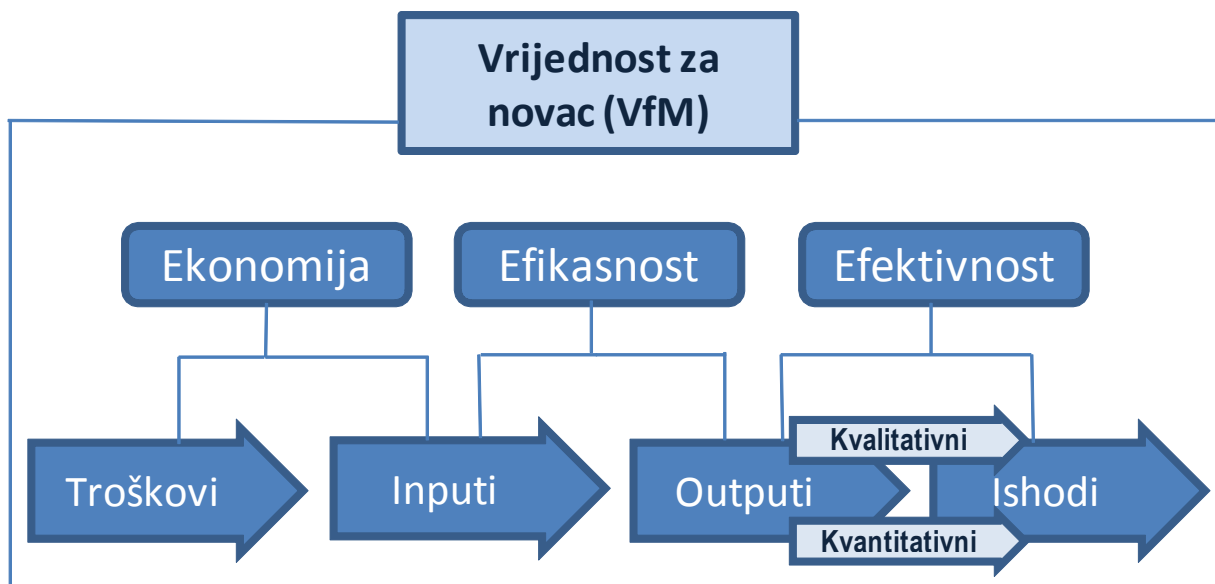 Vrijednost za
novac (VfM)
Ekonomija
Efikasnost
Efektivnost
Troškovi
Inputi
Outputi
Kvalitativni
Kvantitativni
Ishodi